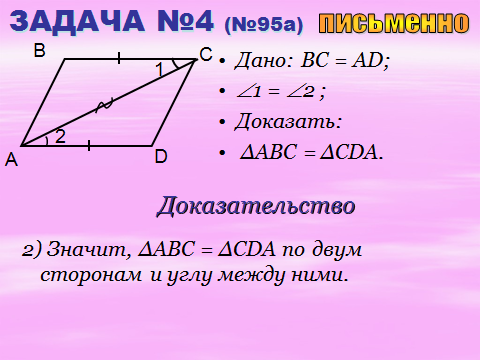 ЗАДАЧА №4 (№95а) письменно
B
C
1
2
A
D
• Дано: BC = AD;
• ∠1 = ∠2 ;
• Доказать:
• ΔABC = ΔCDA.
Доказательство
2) Значит, ΔABC = ΔCDA по двум
сторонам и углу между ними.